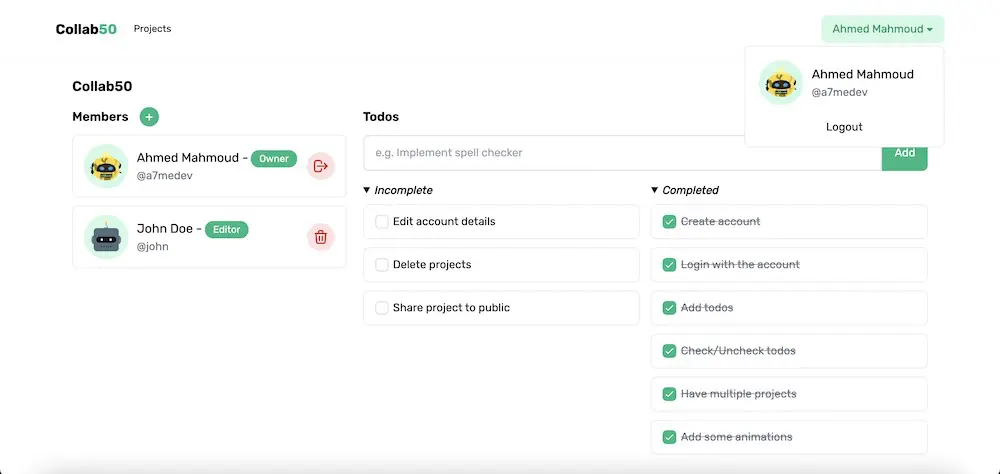 Collab50
Projects
Ahmed Mahmoud
Ahmed Mahmoud
@a7medev
Logout
Collab50
Members +
Ahmed Mahmoud - Owner
@a7medev
John Doe - Editor
@john
Todos
e.g. Implement spell checker
Add
Incomplete
Edit account details
Delete projects
Share project to public
Completed
Create account
Login with the account
Add todos
Check/Uncheck todos
Have multiple projects
Add some animations